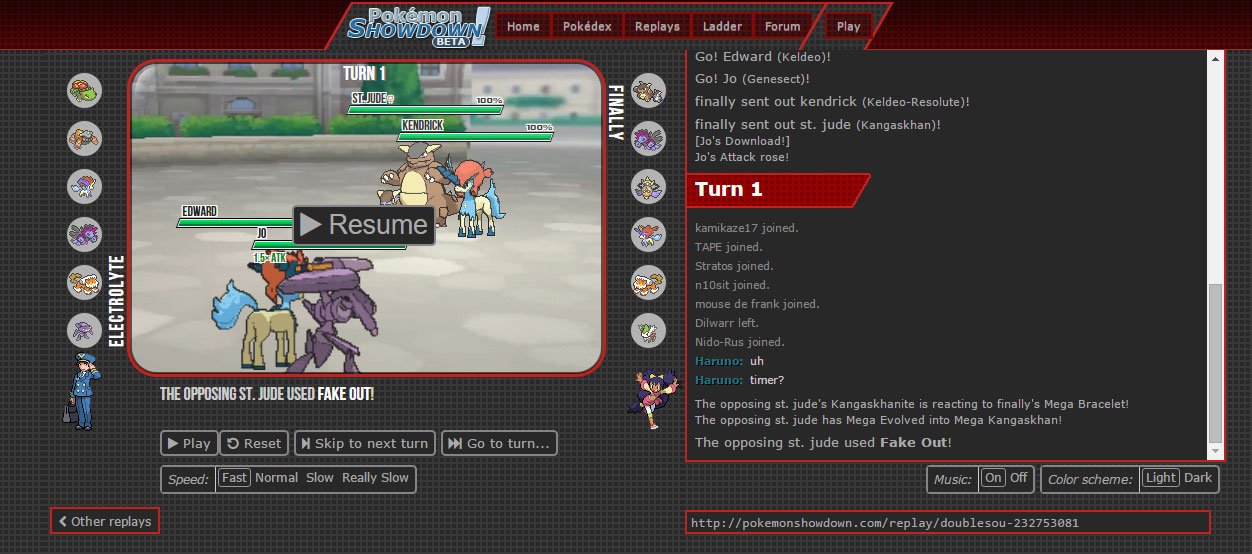 Pokémon
SHOWDOWN!
BETA
Home
Pokédex
Replays
Ladder
Forum
Play
TURN 1
ST. JUDE
100%
KENDRICK
100%
EDWARD
JO
1.5× ATK
Resume
ELECTROLYTE
FINALLY
THE OPPOSING ST. JUDE USED FAKE OUT!
Play
Reset
Skip to next turn
Go to turn...
Speed: Fast Normal Slow Really Slow
Other replays
Go! Edward (Keldeo)!
Go! Jo (Genesect)!
finally sent out kendrick (Keldeo-Resolute)!
finally sent out st. jude (Kangaskhan)!
[Jo's Download!]
Jo's Attack rose!
Turn 1
kamikaze17 joined.
TAPE joined.
Stratos joined.
n10sit joined.
mouse de frank joined.
Dilwarr left.
Nido-Rus joined.
Haruno: uh
Haruno: timer?
The opposing st. jude's Kangaskhanite is reacting to finally's Mega Bracelet!
The opposing st. jude has Mega Evolved into Mega Kangaskhan!
The opposing st. jude used Fake Out!
Music: On Off
Color scheme: Light Dark
http://pokemonshowdown.com/replay/doublesou-232753081